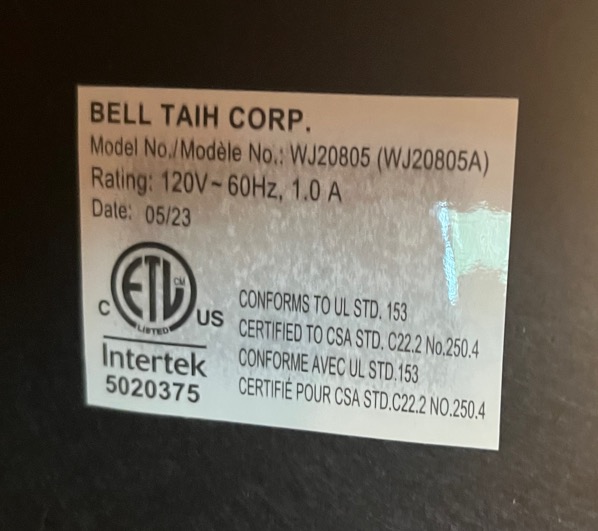 BELL TAIH CORP.
Model No./Modèle No.: WJ20805 (WJ20805A)
Rating: 120V~60Hz, 1.0 A
Date: 05/23
C ETL CM US
LISTED
Intertek
5020375
CONFORMS TO UL STD. 153
CERTIFIED TO CSA STD. C22.2 No.250.4
CONFORME AVEC UL STD.153
CERTIFIÉ POUR CSA STD.C22.2 NO.250.4